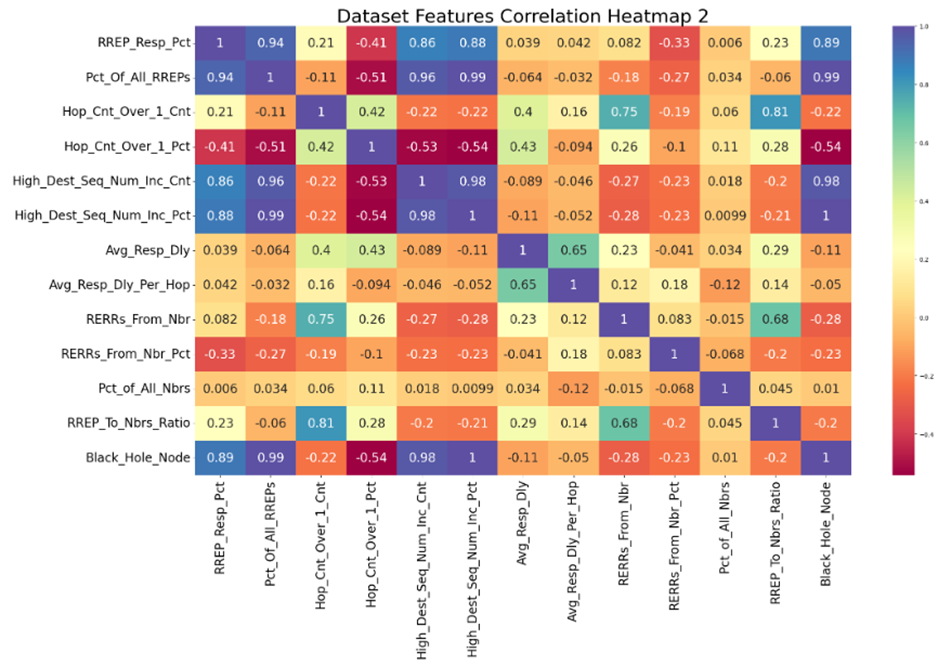 Dataset Features Correlation Heatmap 2
RREP_Resp_Pct 1 0.94 0.21 -0.41 0.86 0.88 0.039 0.042 0.082 -0.33 0.006 0.23 0.89
Pct_Of_All_RREPs 0.94 1 -0.11 -0.51 0.96 0.99 -0.064 -0.032 -0.18 -0.27 0.034 -0.06 0.99
Hop_Cnt_Over_1_Cnt 0.21 -0.11 1 0.42 -0.22 -0.22 0.4 0.16 0.75 -0.19 0.06 0.81 -0.22
Hop_Cnt_Over_1_Pct -0.41 -0.51 0.42 1 -0.53 -0.54 0.43 -0.094 0.26 -0.1 0.11 0.28 -0.54
High_Dest_Seq_Num_Inc_Cnt 0.86 0.96 -0.22 -0.53 1 0.98 -0.089 -0.046 -0.27 -0.23 0.018 -0.2 0.98
High_Dest_Seq_Num_Inc_Pct 0.88 0.99 -0.22 -0.54 0.98 1 -0.11 -0.052 -0.28 -0.23 0.0099 -0.21 1
Avg_Resp_Dly 0.039 -0.064 0.4 0.43 -0.089 -0.11 1 0.65 0.23 -0.041 0.034 0.29 -0.11
Avg_Resp_Dly_Per_Hop 0.042 -0.032 0.16 -0.094 -0.046 -0.052 0.65 1 0.12 0.18 -0.12 0.14 -0.05
RERRs_From_Nbr 0.082 -0.18 0.75 0.26 -0.27 -0.28 0.23 0.12 1 0.083 -0.015 0.68 -0.28
RERRs_From_Nbr_Pct -0.33 -0.27 -0.19 -0.1 -0.23 -0.23 -0.041 0.18 0.083 1 -0.068 -0.2 -0.23
Pct_of_All_Nbrs 0.006 0.034 0.06 0.11 0.018 0.0099 0.034 -0.12 -0.015 -0.068 1 0.045 0.01
RREP_To_Nbrs_Ratio 0.23 -0.06 0.81 0.28 -0.2 -0.21 0.29 0.14 0.68 -0.2 0.045 1 -0.2
Black_Hole_Node 0.89 0.99 -0.22 -0.54 0.98 1 -0.11 -0.05 -0.28 -0.23 0.01 -0.2 1
RREP_Resp_Pct
Pct_Of_All_RREPs
Hop_Cnt_Over_1_Cnt
Hop_Cnt_Over_1_Pct
High_Dest_Seq_Num_Inc_Cnt
High_Dest_Seq_Num_Inc_Pct
Avg_Resp_Dly
Avg_Resp_Dly_Per_Hop
RERRs_From_Nbr
RERRs_From_Nbr_Pct
Pct_of_All_Nbrs
RREP_To_Nbrs_Ratio
Black_Hole_Node
1.0
0.8
0.6
0.4
0.2
0.0
−0.2
−0.4